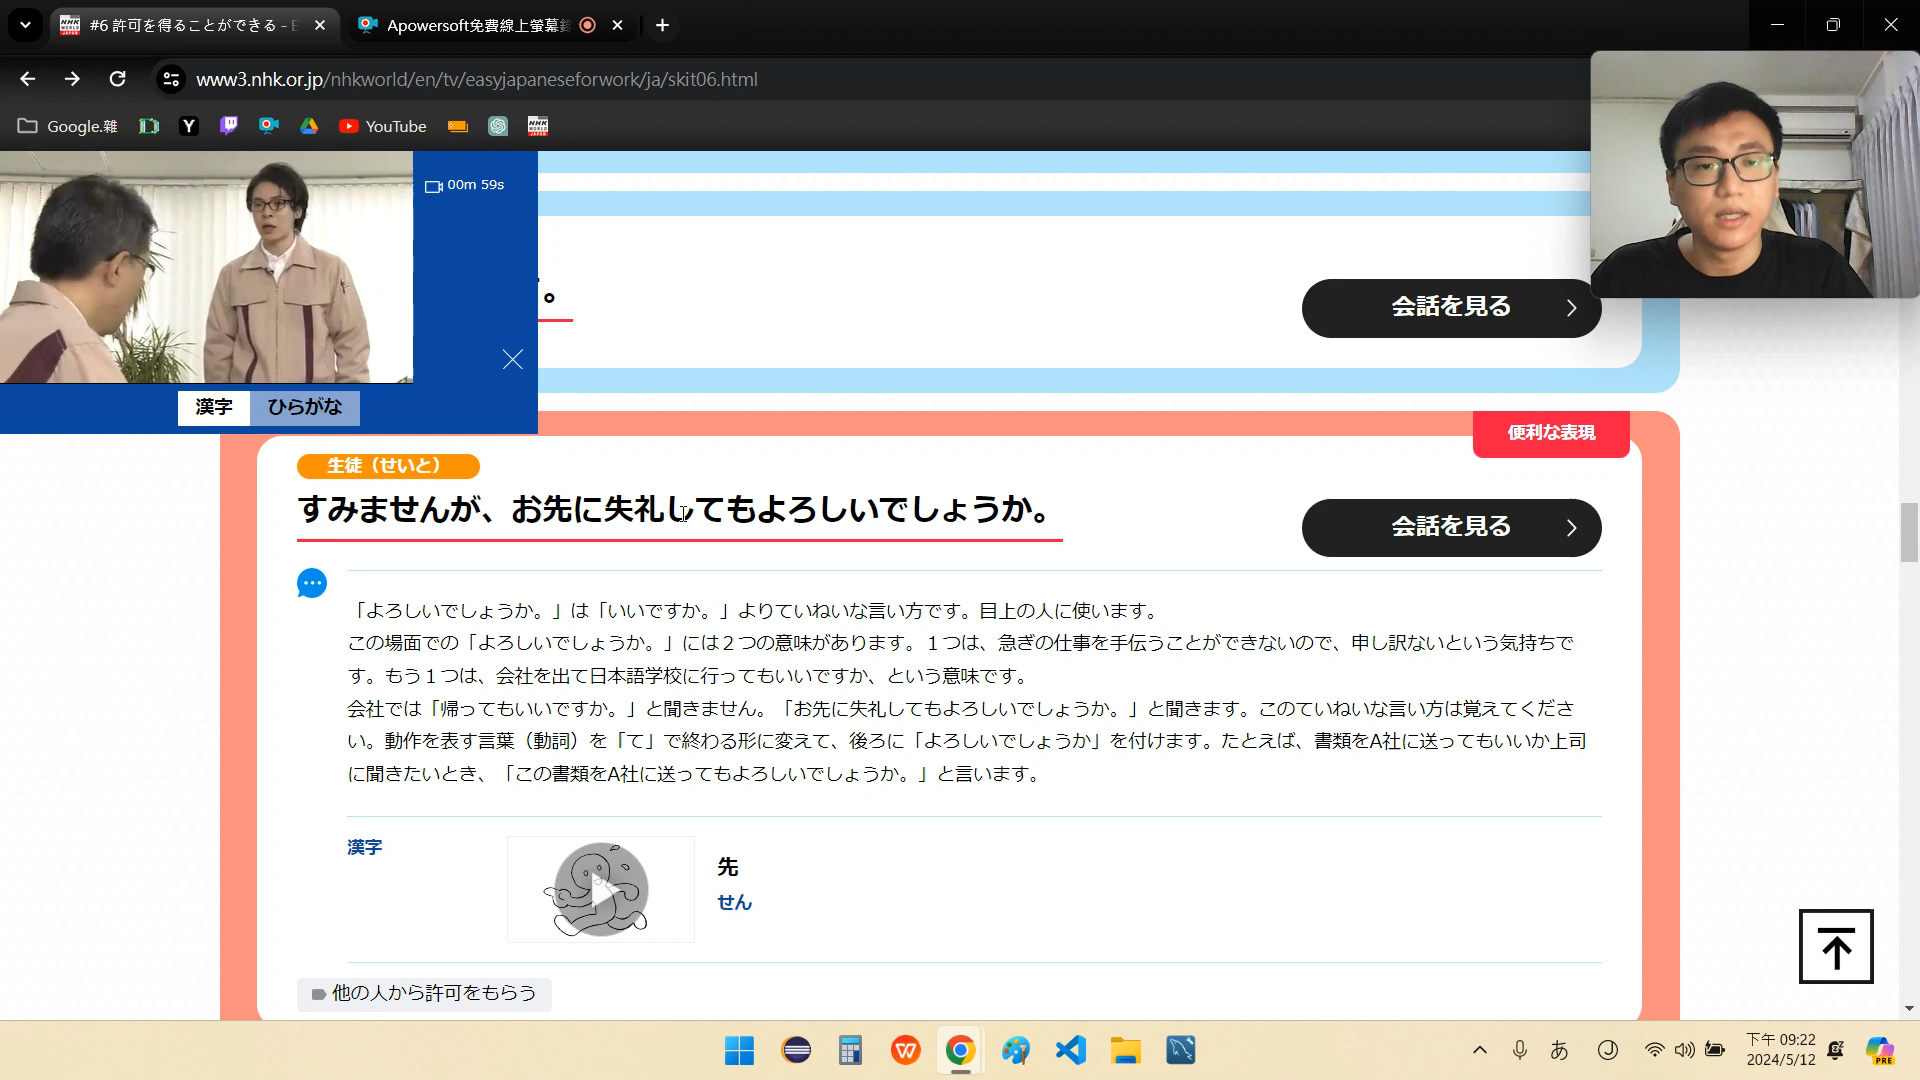 #6 許可を得ることができる - E
Apowersoft免費線上螢幕錄
www3.nhk.or.jp/nhkworld/en/tv/easyjapaneseforwork/ja/skit06.html
Google.雜
YouTube
00m 59s
漢字 ひらがな
。
会話を見る
便利な表現
生徒（せいと）
すみませんが、お先に失礼してもよろしいでしょうか。
会話を見る
「よろしいでしょうか。」は「いいですか。」よりていねいな言い方です。目上の人に使います。
この場面での「よろしいでしょうか。」には２つの意味があります。１つは、急ぎの仕事を手伝うことができないので、申し訳ないという気持ちで
す。もう１つは、会社を出て日本語学校に行ってもいいですか、という意味です。
会社では「帰ってもいいですか。」と聞きません。「お先に失礼してもよろしいでしょうか。」と聞きます。このていねいな言い方は覚えてくださ
い。動作を表す言葉（動詞）を「て」で終わる形に変えて、後ろに「よろしいでしょうか」を付けます。たとえば、書類をA社に送ってもいいか上司
に聞きたいとき、「この書類をA社に送ってもよろしいでしょうか。」と言います。
漢字
先
せん
他の人から許可をもらう
あ
下午 09:22
2024/5/12
PRE